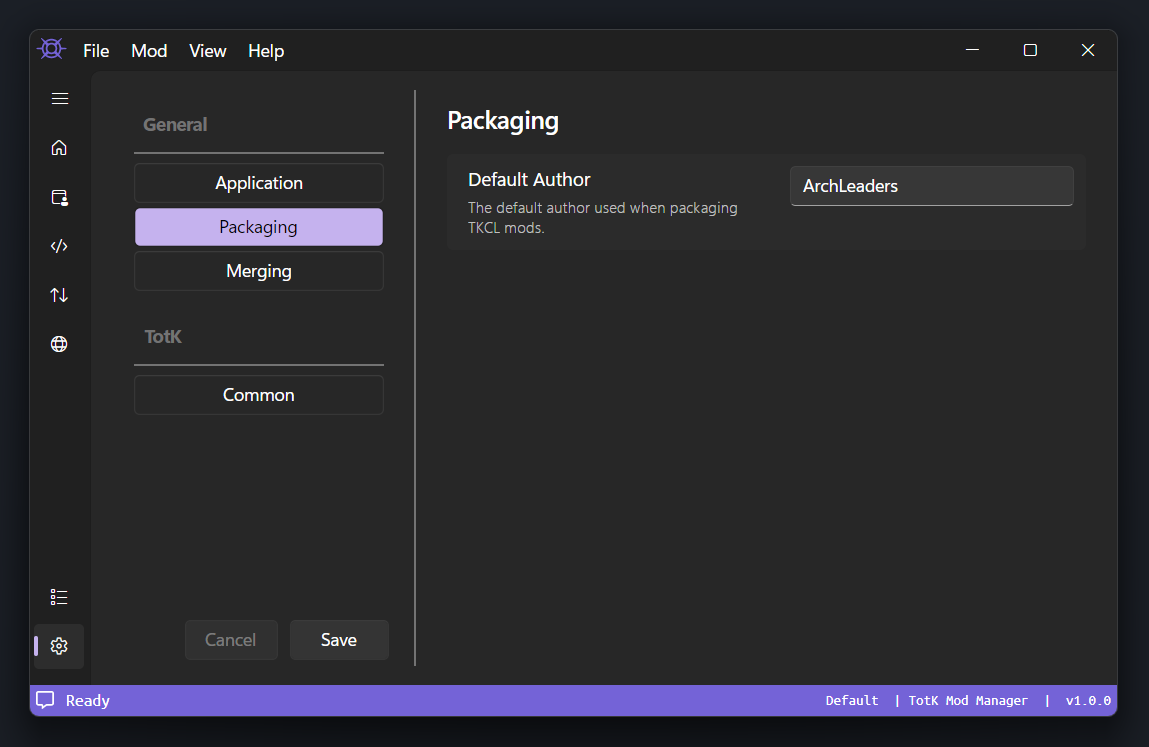 File Mod View Help
General
Application
Packaging
Merging
TotK
Common
Cancel Save
Packaging
Default Author
The default author used when packaging
TKCL mods.
ArchLeaders
Ready
Default | TotK Mod Manager | v1.0.0